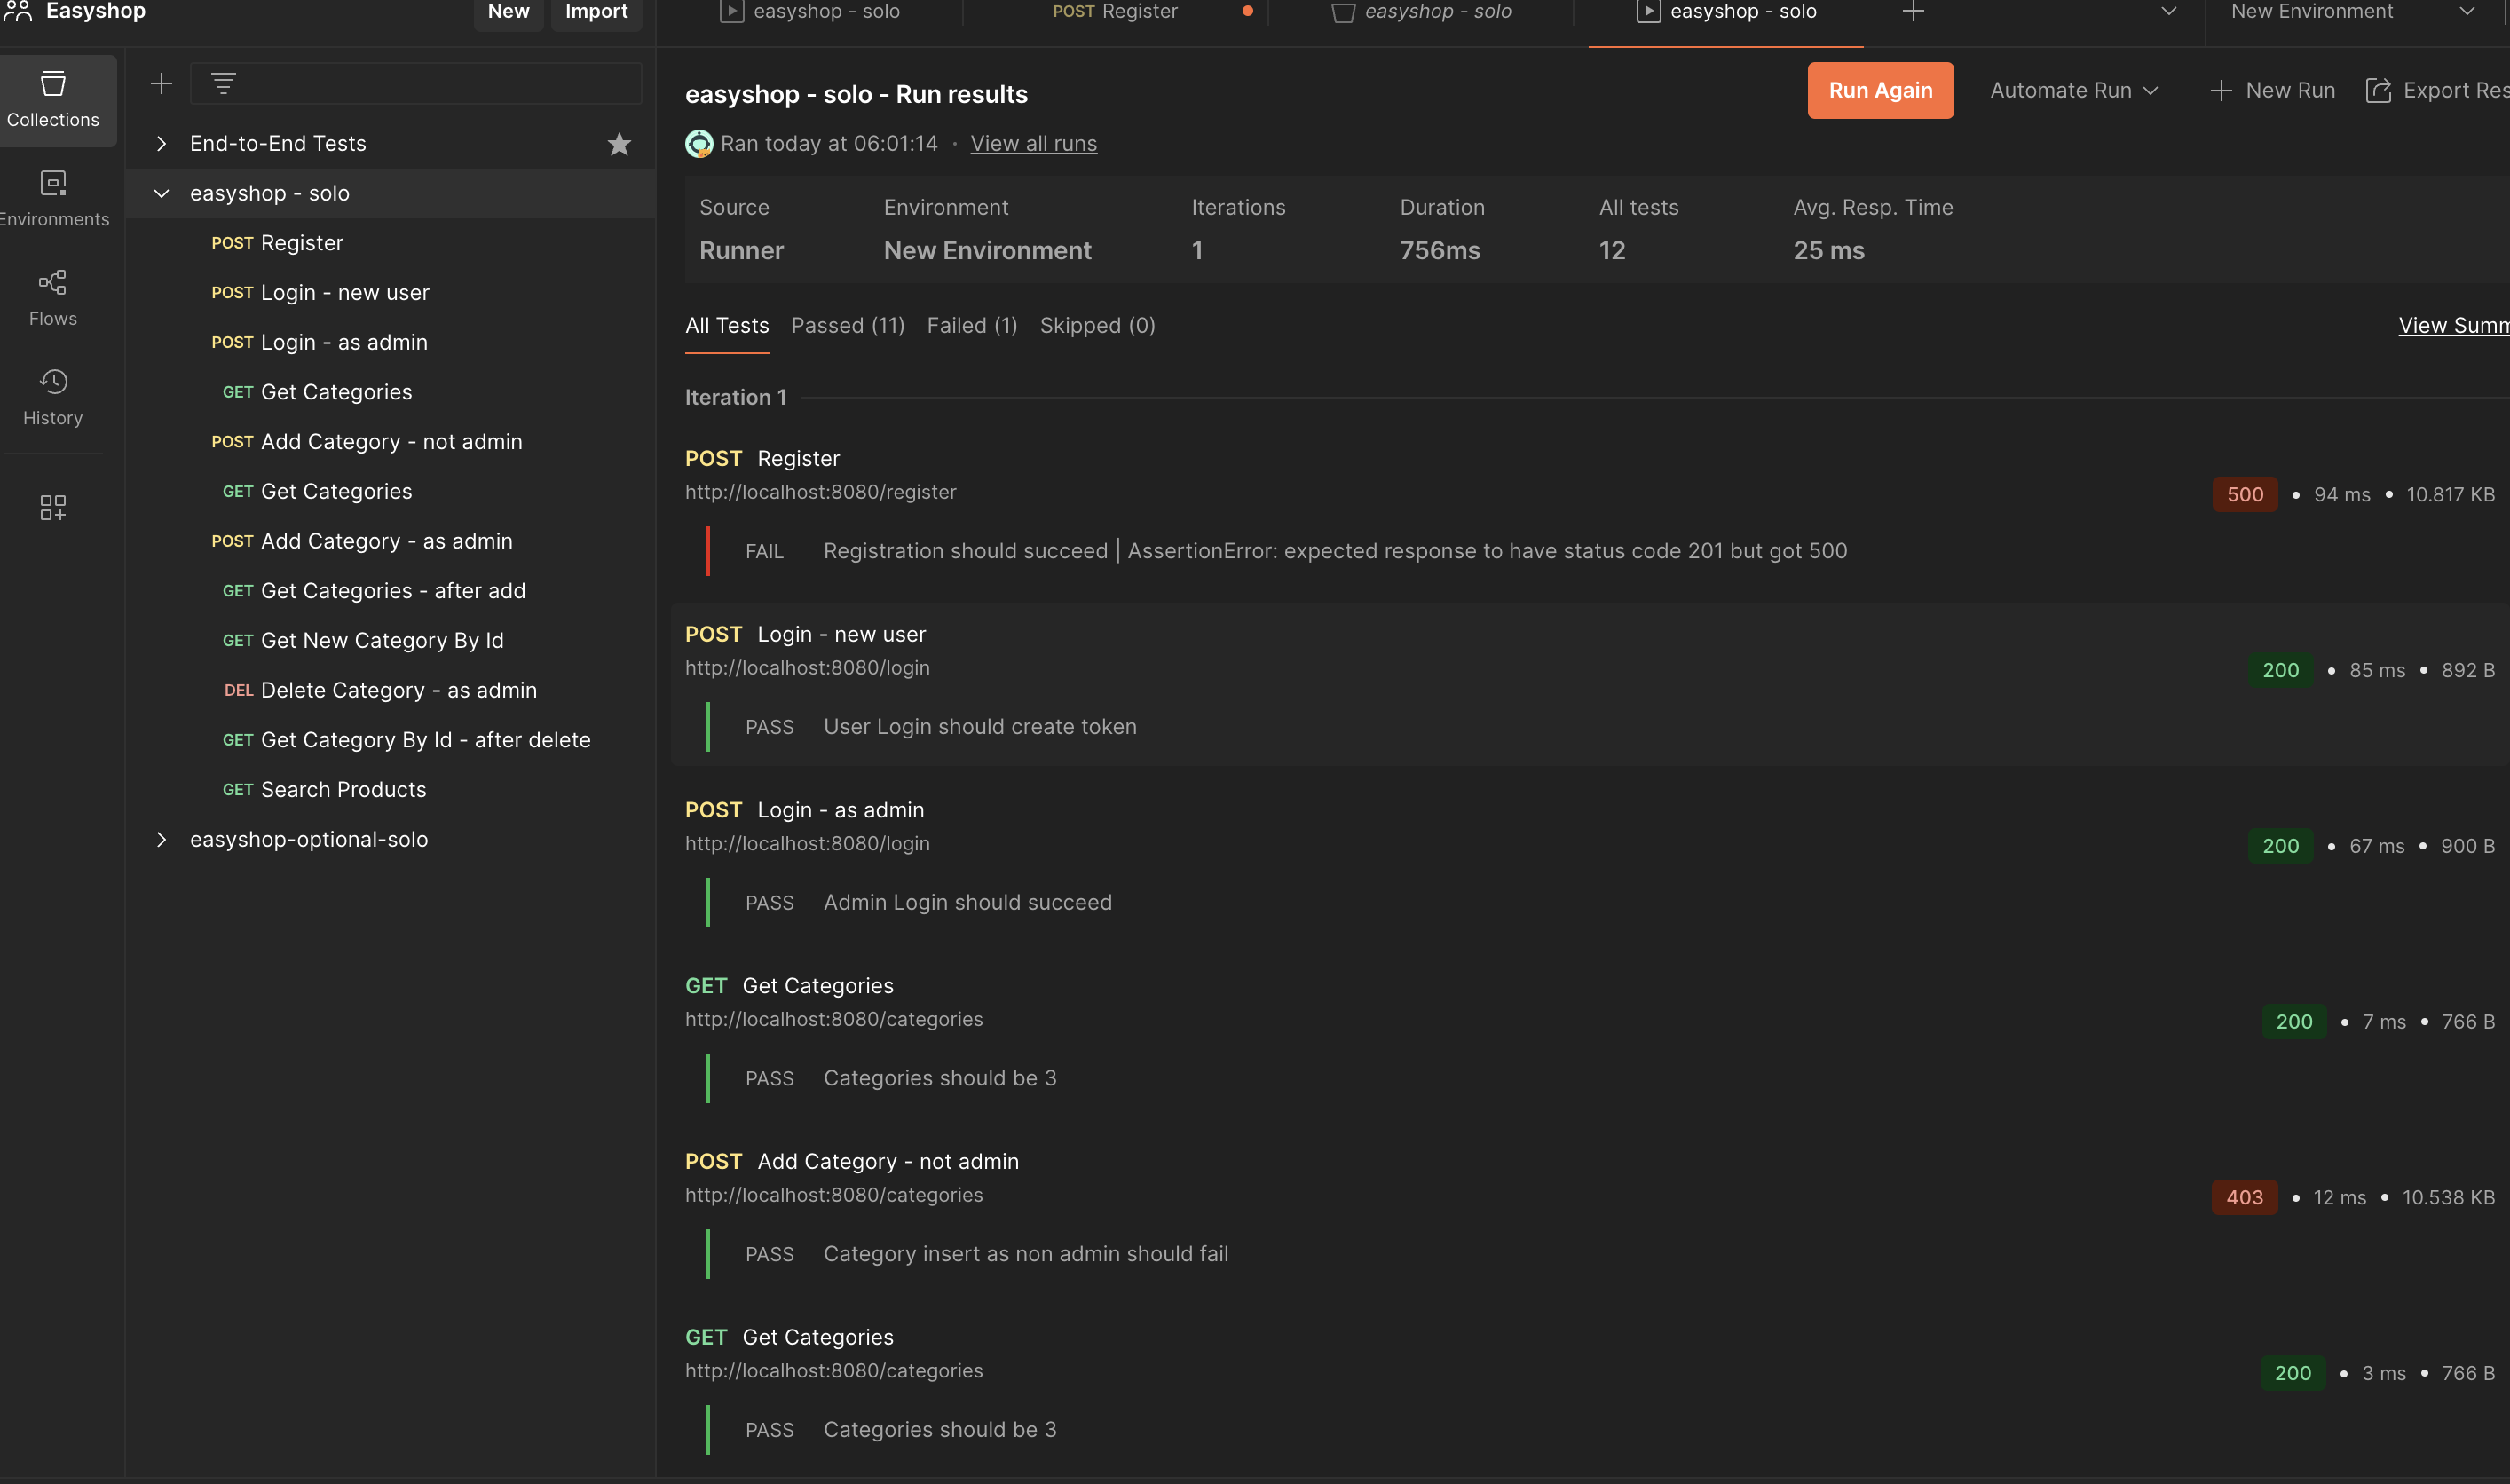 Easyshop
New
Import
easyshop - solo
POST Register
easyshop - solo
easyshop - solo
New Environment
Collections
Environments
Flows
History
End-to-End Tests
easyshop - solo
POST Register
POST Login - new user
POST Login - as admin
GET Get Categories
POST Add Category - not admin
GET Get Categories
POST Add Category - as admin
GET Get Categories - after add
GET Get New Category By Id
DEL Delete Category - as admin
GET Get Category By Id - after delete
GET Search Products
easyshop-optional-solo
easyshop - solo - Run results
Run Again
Automate Run
New Run
Export Res
Ran today at 06:01:14 · View all runs
Source Environment Iterations Duration All tests Avg. Resp. Time
Runner New Environment 1 756ms 12 25 ms
All Tests Passed (11) Failed (1) Skipped (0)
View Summ
Iteration 1
POST Register
http://localhost:8080/register
500 • 94 ms • 10.817 KB
FAIL Registration should succeed | AssertionError: expected response to have status code 201 but got 500
POST Login - new user
http://localhost:8080/login
200 • 85 ms • 892 B
PASS User Login should create token
POST Login - as admin
http://localhost:8080/login
200 • 67 ms • 900 B
PASS Admin Login should succeed
GET Get Categories
http://localhost:8080/categories
200 • 7 ms • 766 B
PASS Categories should be 3
POST Add Category - not admin
http://localhost:8080/categories
403 • 12 ms • 10.538 KB
PASS Category insert as non admin should fail
GET Get Categories
http://localhost:8080/categories
200 • 3 ms • 766 B
PASS Categories should be 3